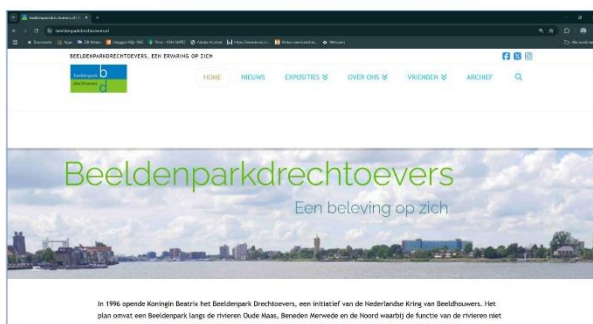 beeldenparkdrechtoevers.nl
BEELDENPARKDRECHTOEVERS, EEN ERVARING OP ZICH
beeldenpark
drechtoevers
b
d
HOME NIEUWS EXPOSITIES OVER ONS VRIENDEN ARCHIEF
Beeldenparkdrechtoevers
Een beleving op zich
In 1996 opende Koningin Beatrix het Beeldenpark Drechtoevers, een initiatief van de Nederlandse Kring van Beeldhouwers. Het
plan omvat een Beeldenpark langs de rivieren Oude Maas, Beneden Merwede en de Noord waarbij de functie van de rivieren niet